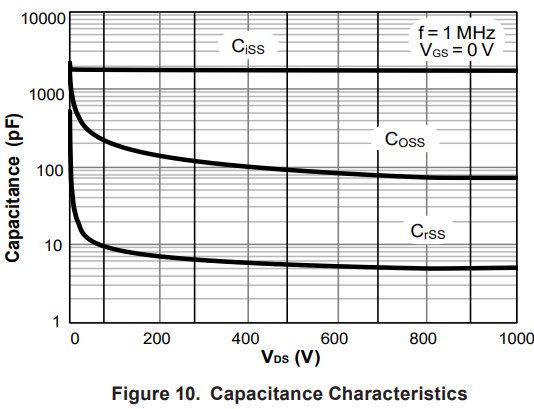 10000
1000
100
10
1
Capacitance (pF)
CISS
f = 1 MHz
VGS = 0 V
COSS
CrSS
0 200 400 600 800 1000
VDS (V)
Figure 10. Capacitance Characteristics